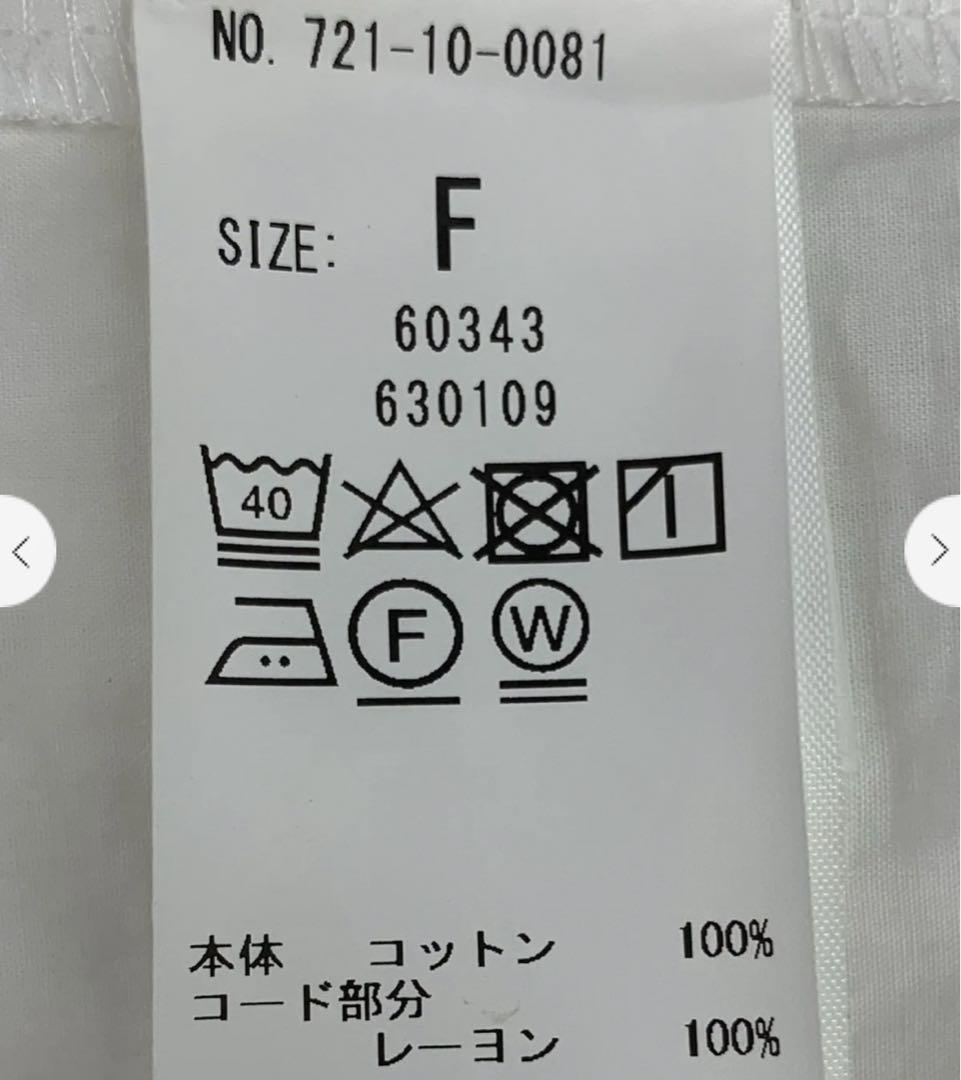 NO. 721-10-0081
SIZE: F
60343
630109
40
F W
本体 コットン 100%
コード部分
レーヨン 100%